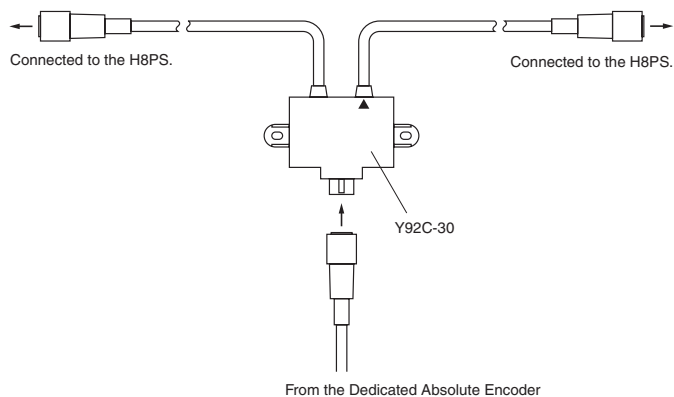 Connected to the H8PS.
Connected to the H8PS.
Y92C-30
From the Dedicated Absolute Encoder